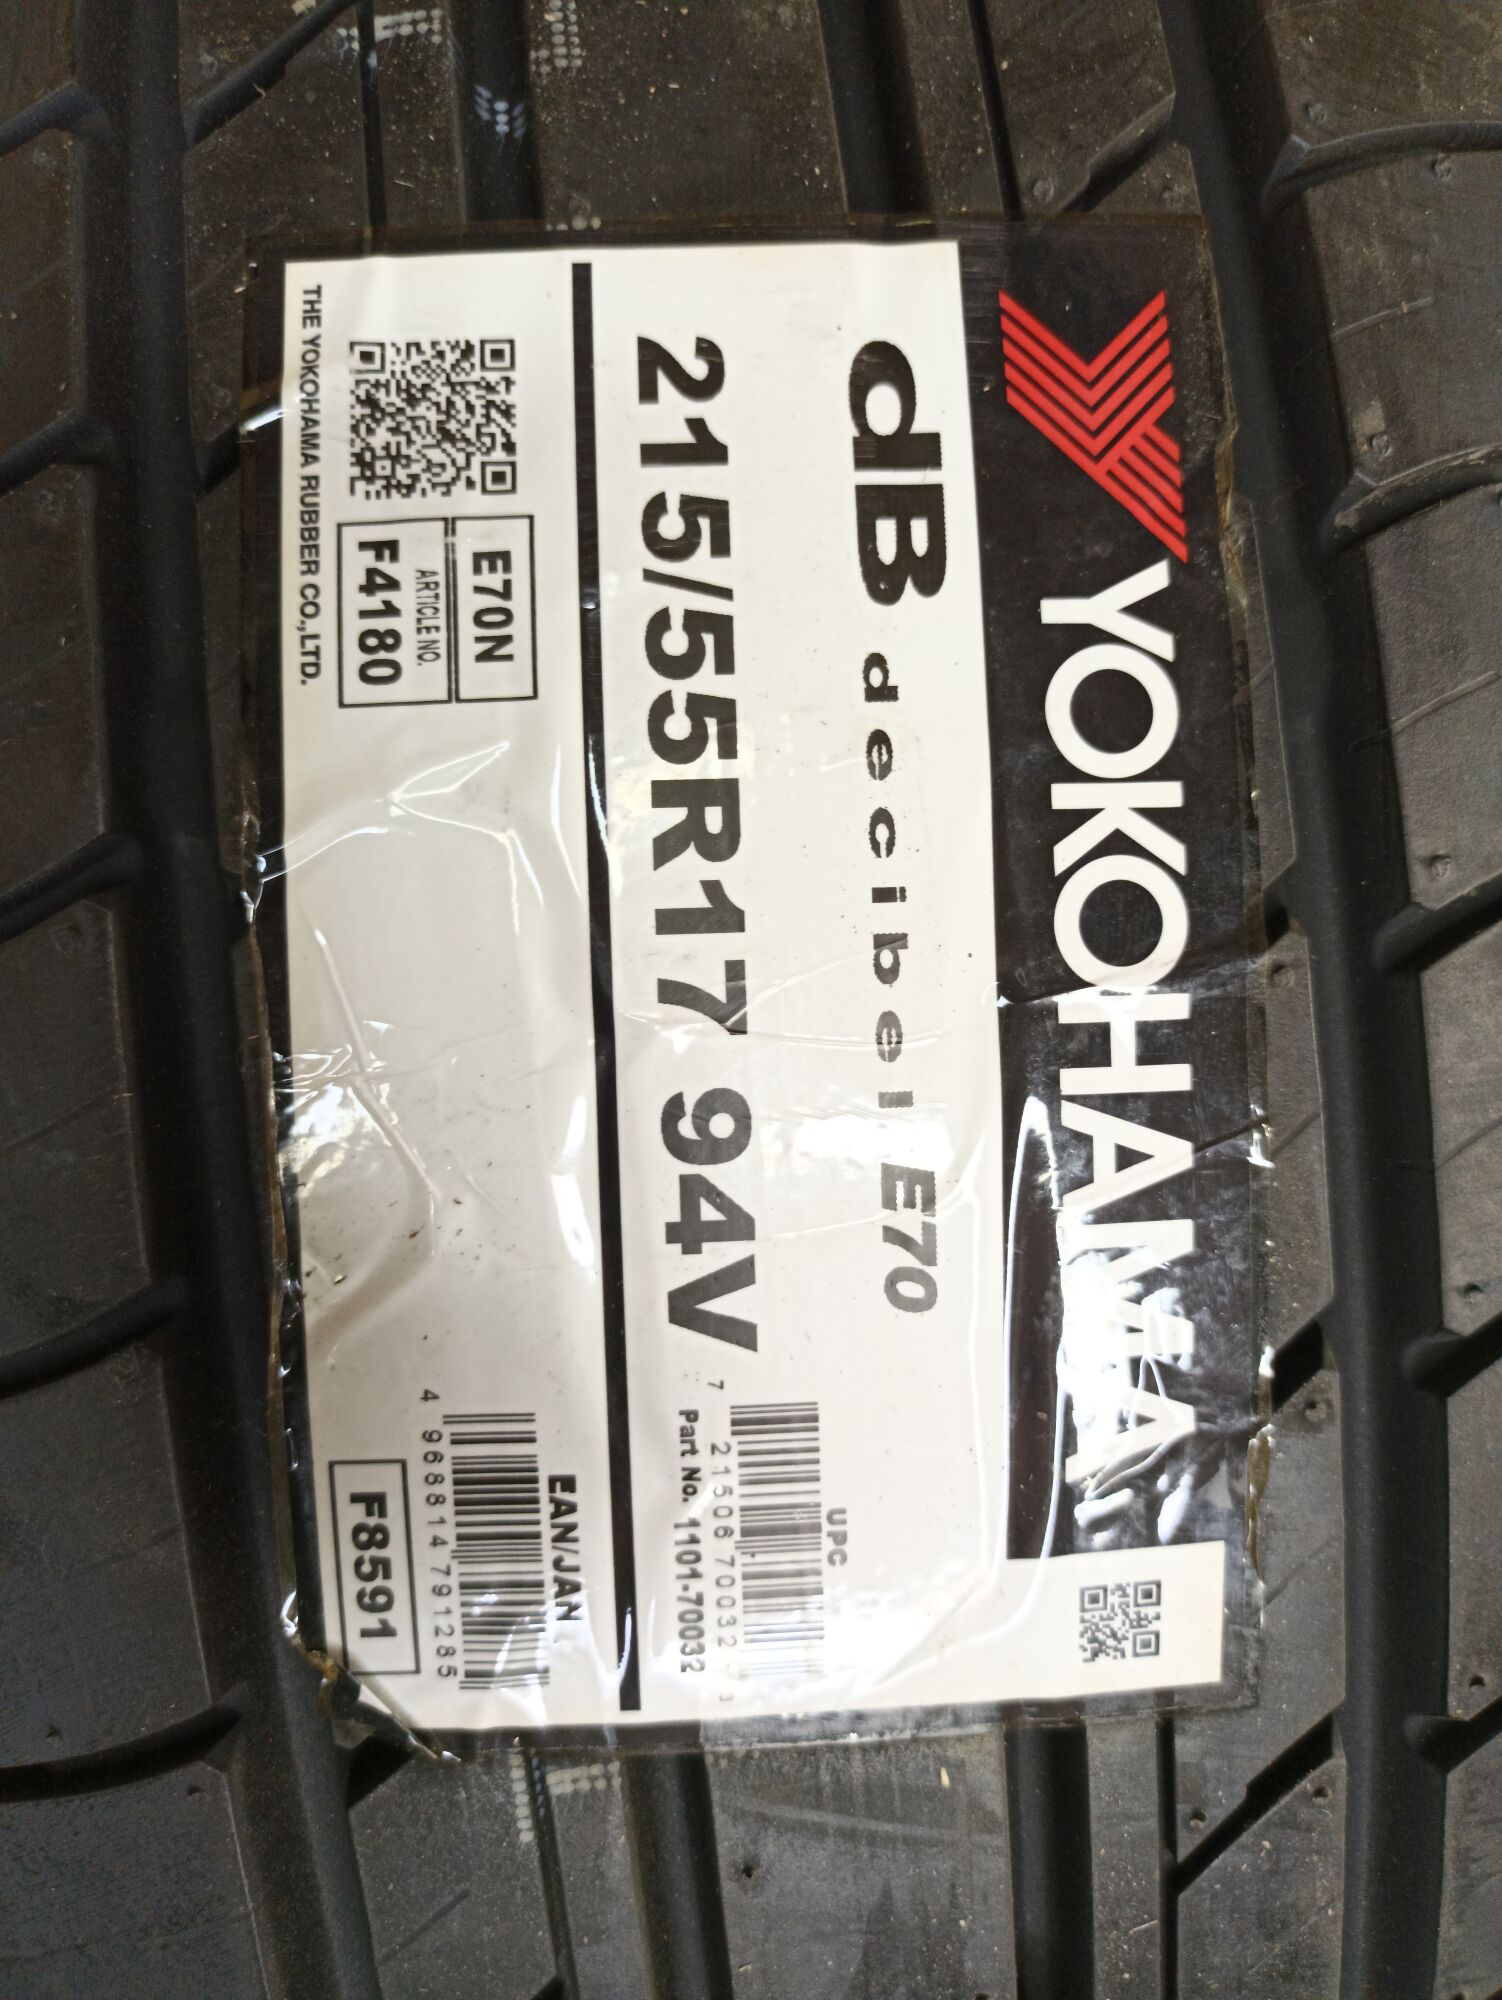 YOKOHAMA
dB decibel E70
215/55R17 94V
UPC
7 21506 70032 3
Part No. 1101-70032
E70N
ARTICLE NO.
F4180
EAN/JAN
4 968814 791285
F8591
THE YOKOHAMA RUBBER CO.,LTD.